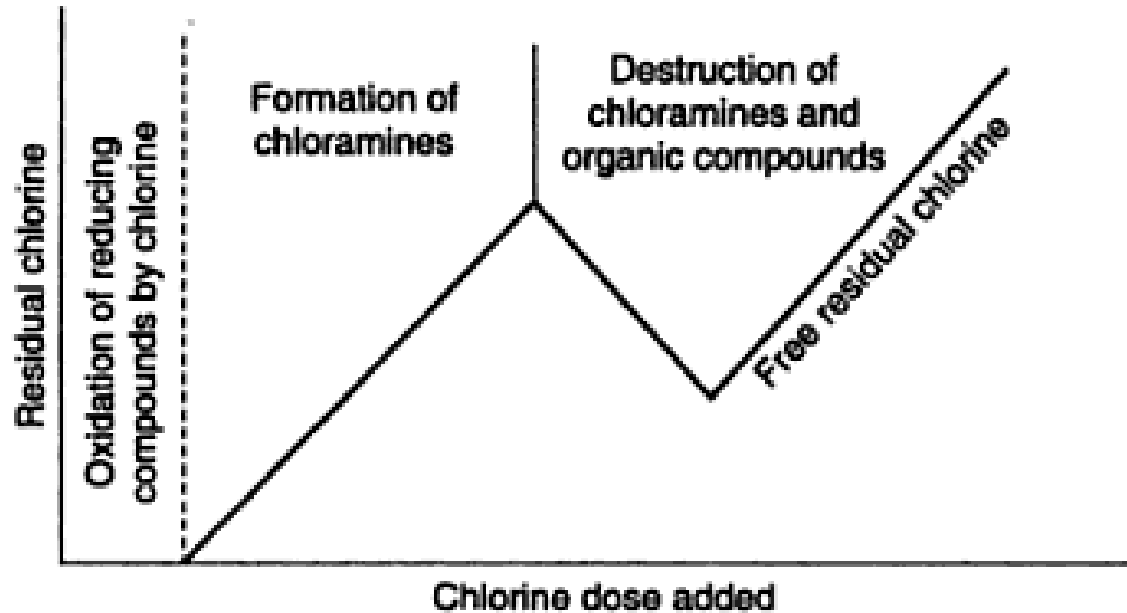 Residual chlorine
Oxidation of reducing
compounds by chlorine
Formation of
chloramines
Destruction of
chloramines and
organic compounds
Free residual chlorine
Chlorine dose added